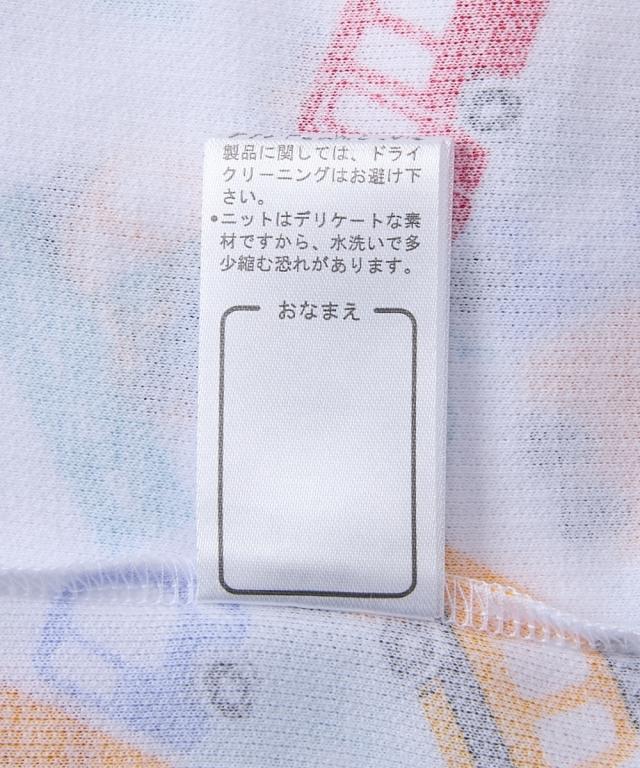 製品に関しては、ドライ
クリーニングはお避け下
さい。
•ニットはデリケートな素
材ですから、水洗いで多
少縮む恐れがあります。
おなまえ